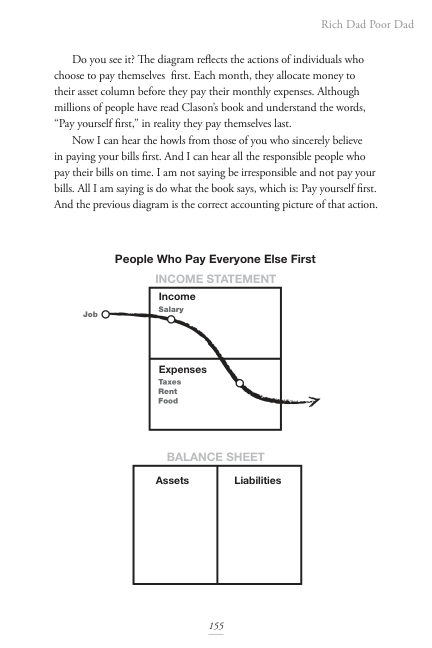 Rich Dad Poor Dad
Do you see it? The diagram reflects the actions of individuals who
choose to pay themselves first. Each month, they allocate money to
their asset column before they pay their monthly expenses. Although
millions of people have read Clason’s book and understand the words,
“Pay yourself first,” in reality they pay themselves last.
Now I can hear the howls from those of you who sincerely believe
in paying your bills first. And I can hear all the responsible people who
pay their bills on time. I am not saying be irresponsible and not pay your
bills. All I am saying is do what the book says, which is: Pay yourself first.
And the previous diagram is the correct accounting picture of that action.
People Who Pay Everyone Else First
INCOME STATEMENT
Income
Salary
Job
Expenses
Taxes
Rent
Food
BALANCE SHEET
Assets
Liabilities
155